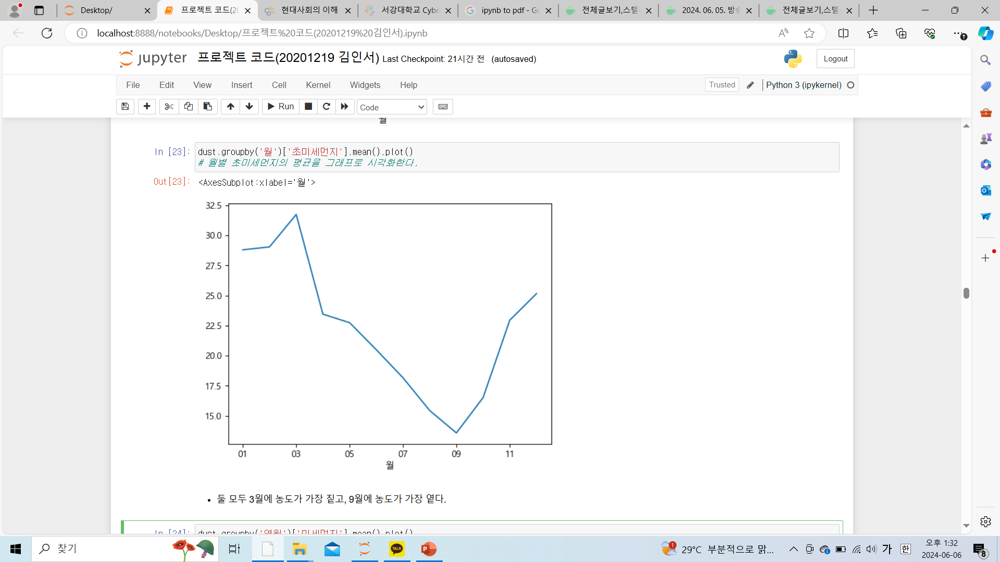 Desktop/
프로젝트 코드(20
현대사회의 이해
서강대학교 Cybe
ipynb to pdf - Go
전체글보기,스텔
2024. 06. 05. 방송
전체글보기,스텔
localhost:8888/notebooks/Desktop/프로젝트%20코드(20201219%20김인서).ipynb
jupyter 프로젝트 코드(20201219 김인서) Last Checkpoint: 21시간 전 (autosaved)
Logout
File Edit View Insert Cell Kernel Widgets Help
Trusted Python 3 (ipykernel)
Run Code
월
In [23]: dust.groupby('월')['초미세먼지'].mean().plot()
# 월별 초미세먼지의 평균을 그래프로 시각화한다.
Out[23]: <AxesSubplot:xlabel='월'>
32.5
30.0
27.5
25.0
22.5
20.0
17.5
15.0
01 03 05 07 09 11
월
• 둘 모두 3월에 농도가 가장 짙고, 9월에 농도가 가장 옅다.
In [24]: dust.groupby('연월')['미세먼지'].mean().plot()
찾기
TALK
29°C 부분적으로 맑...
가 한
오후 1:32
2024-06-06
8